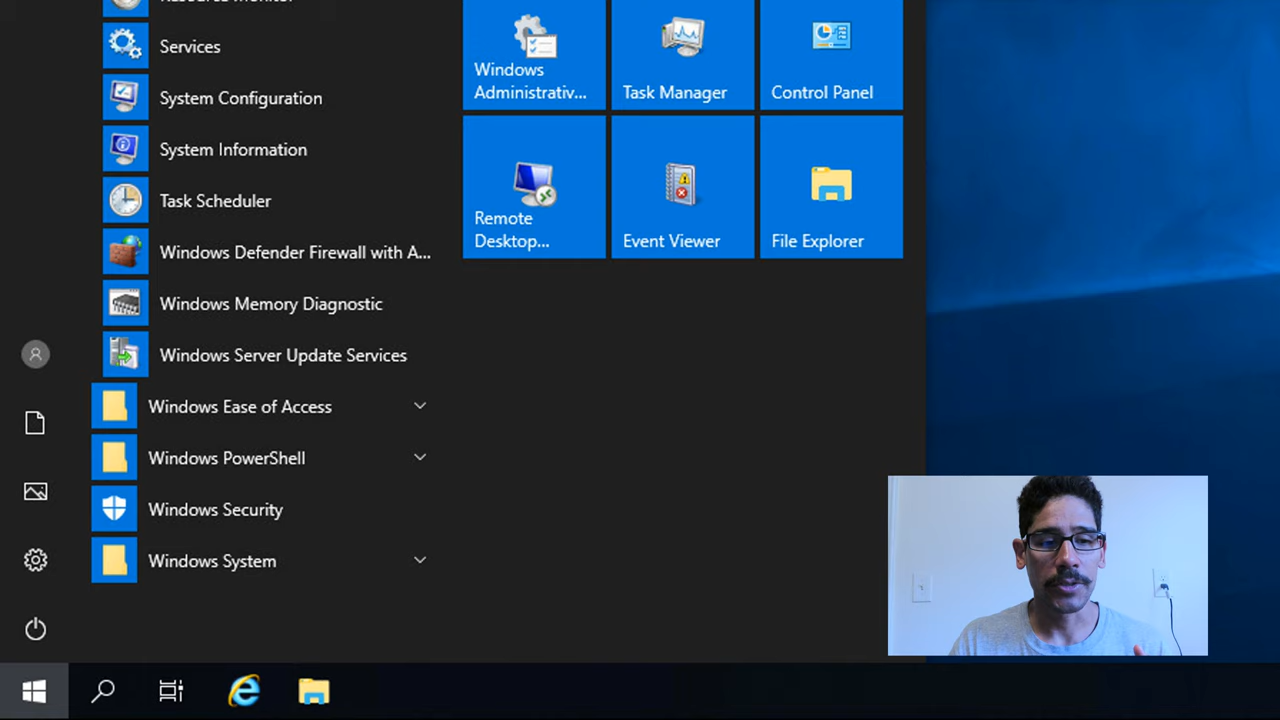 Resource Monitor
Services
System Configuration
System Information
Task Scheduler
Windows Defender Firewall with A...
Windows Memory Diagnostic
Windows Server Update Services
Windows Ease of Access
Windows PowerShell
Windows Security
Windows System
Windows
Administrativ...
Task Manager
Control Panel
Remote
Desktop...
Event Viewer
File Explorer